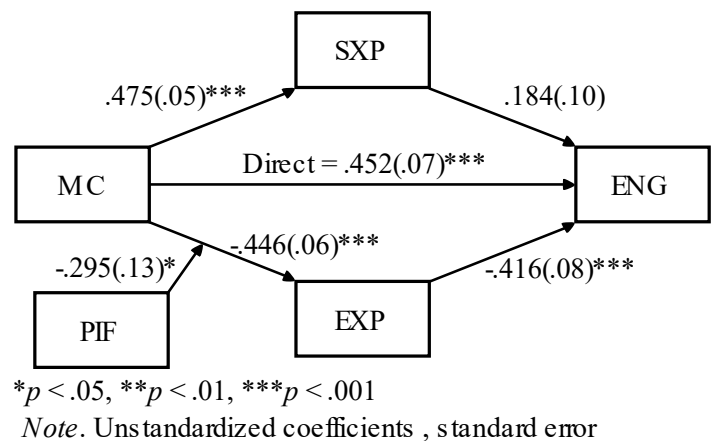 SXP
.475(.05)***
.184(.10)
Direct = .452(.07)***
MC
ENG
-.446(.06)***
-.295(.13)*
-.416(.08)***
PIF
EXP
*p < .05, **p < .01, ***p < .001
Note. Unstandardized coefficients , standard error